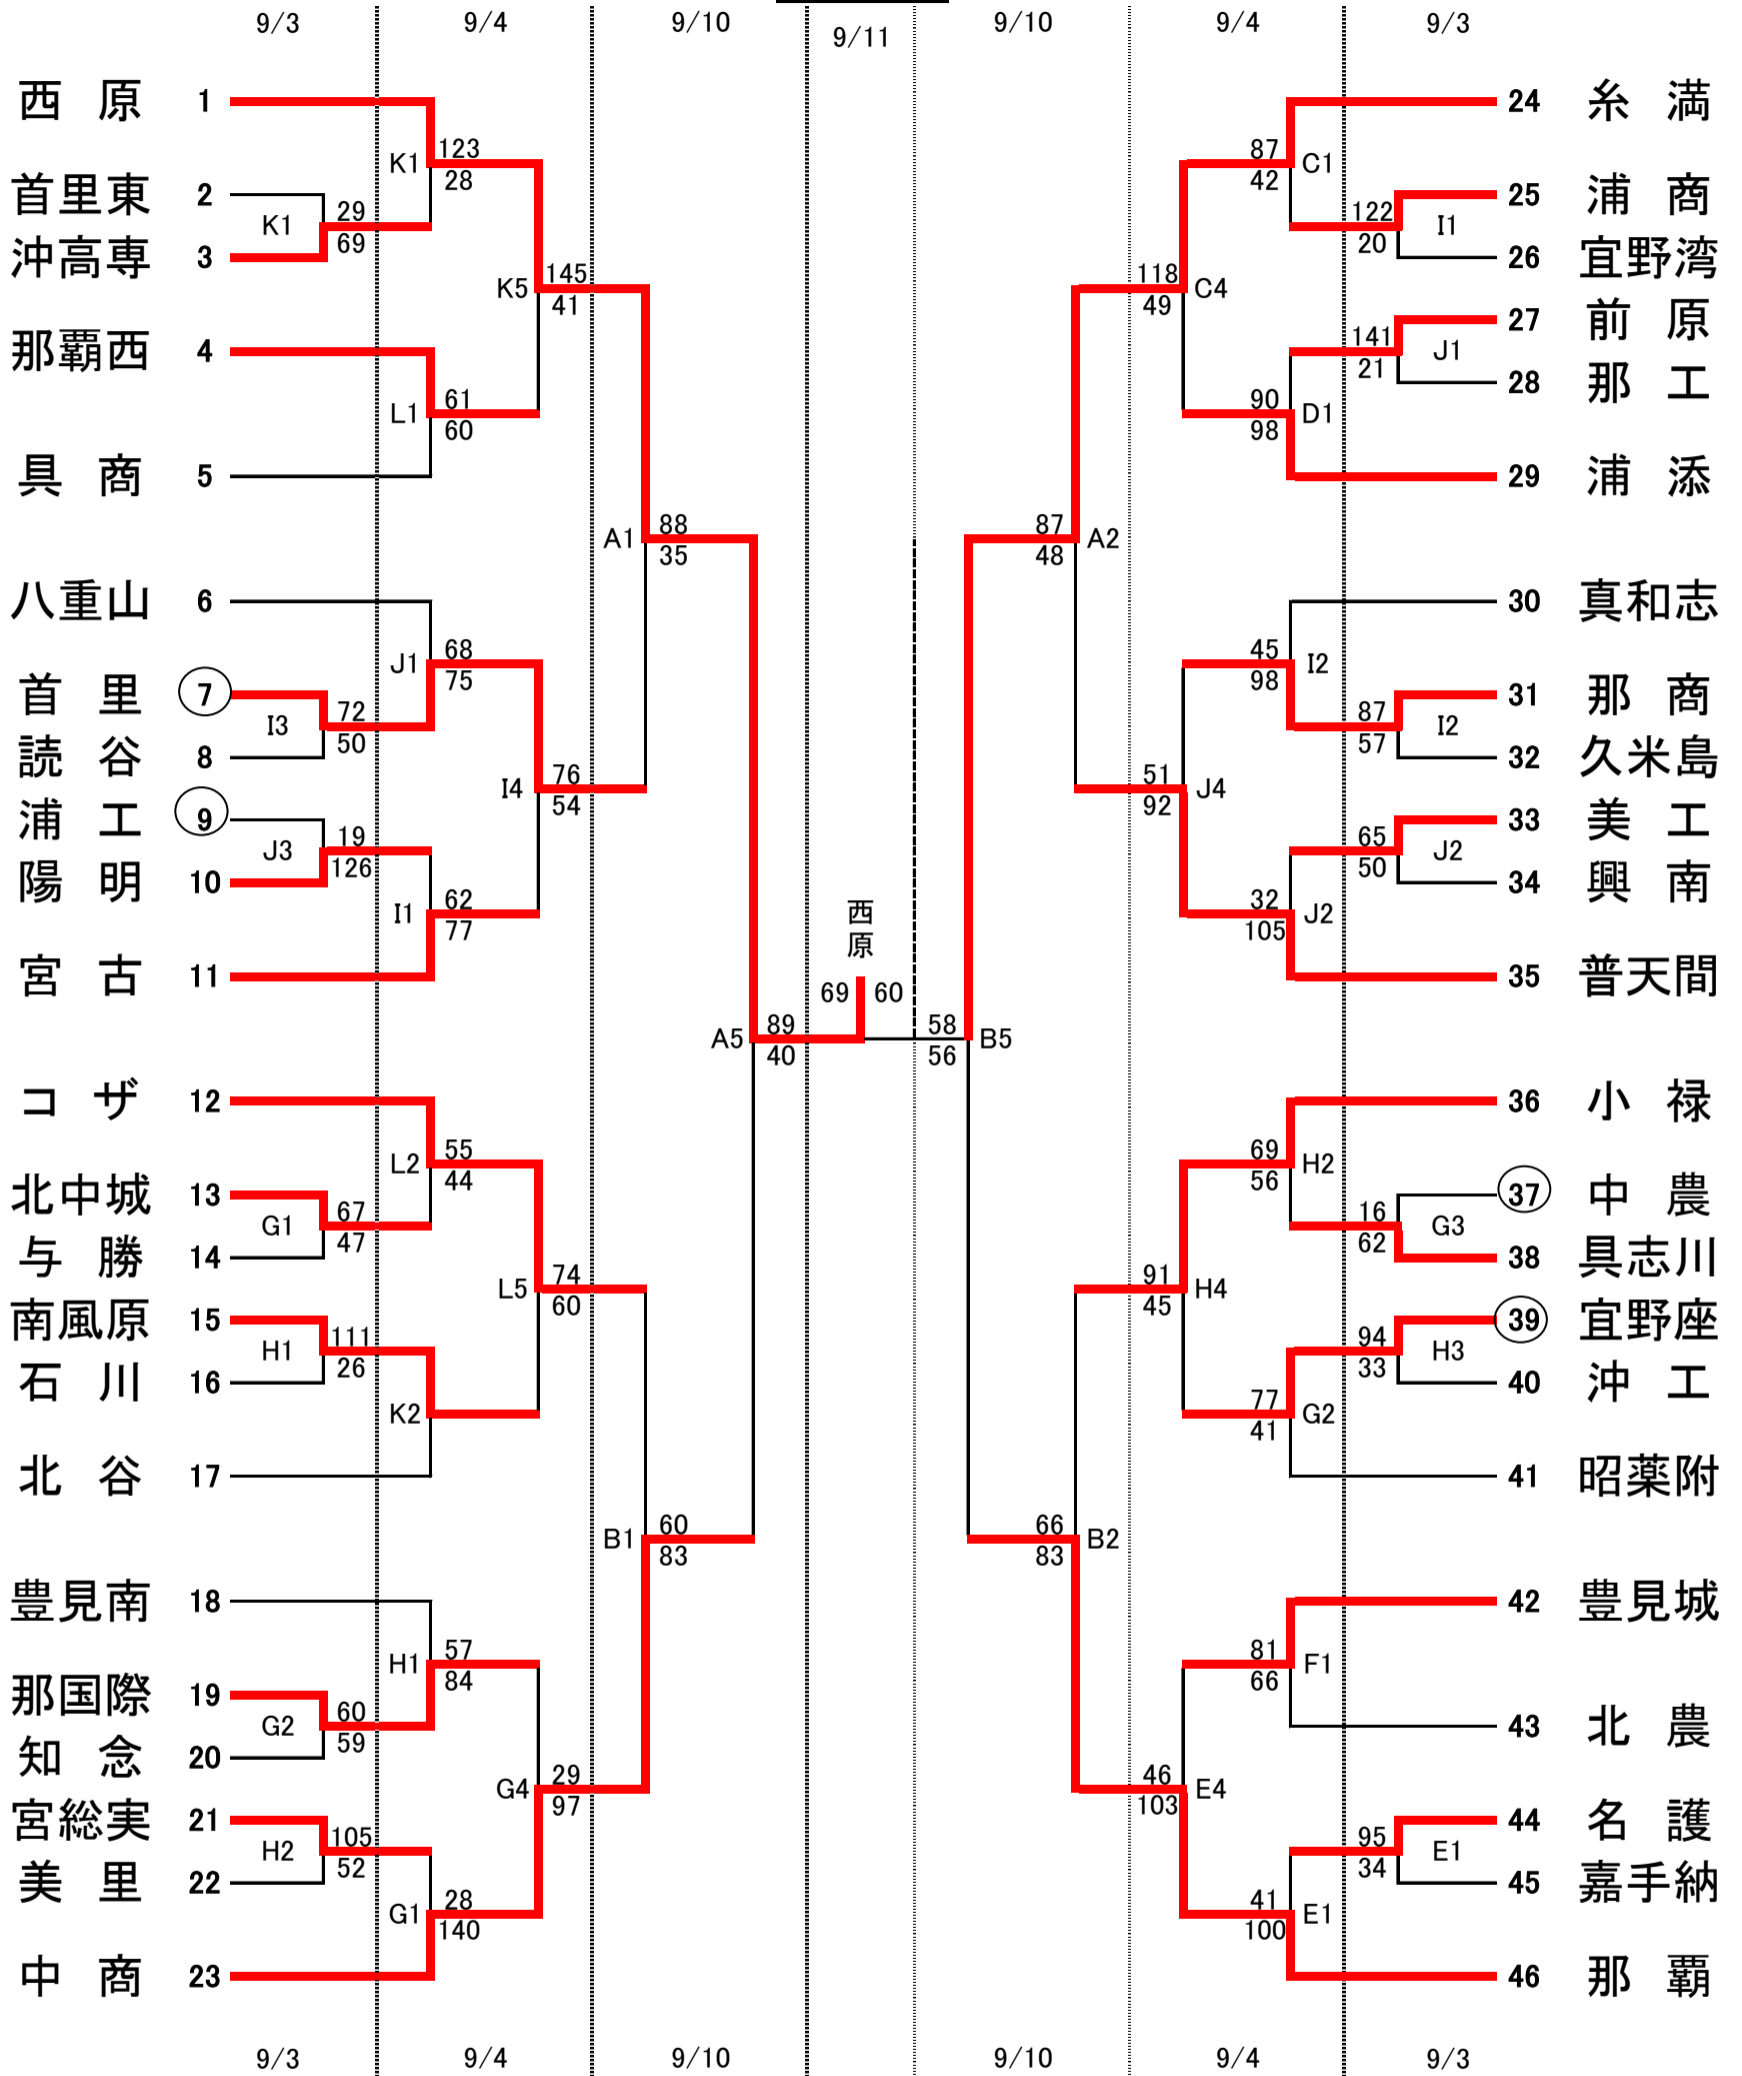 9/3 9/4 9/10 9/11 9/10 9/4 9/3
西原 1 24 糸満
K1 123 87 C1
28 42
首里東 2 25 浦商
K1 29 122 I1
69 20
沖高専 3 26 宜野湾
K5 145 118 C4
41 49
前原 27
那覇西 4 141 J1
21
那工 28
L1 61 90 D1
60 98
具商 5 29 浦添
A1 88 87 A2
35 48
八重山 6 30 真和志
J1 68 45 I2
75 98
首里 7 31 那商
I3 72 87 I2
50 57
読谷 8 32 久米島
I4 76 51 J4
54 92
浦工 9 33 美工
J3 19 65 J2
126 50
陽明 10 34 興南
I1 62 32 J2
77 105
西原
宮古 11 35 普天間
69 60
A5 89 58 B5
40 56
コザ 12 36 小禄
L2 55 69 H2
44 56
北中城 13 37 中農
G1 67 16 G3
47 62
与勝 14 38 具志川
L5 74 91 H4
60 45
南風原 15 39 宜野座
H1 111 94 H3
26 33
石川 16 40 沖工
K2 77 G2
41
北谷 17 41 昭薬附
B1 60 66 B2
83 83
豊見南 18 42 豊見城
H1 57 81 F1
84 66
那国際 19
G2 60 43 北農
59
知念 20
G4 29 46 E4
97 103
宮総実 21 44 名護
H2 105 95 E1
52 34
美里 22 45 嘉手納
G1 28 41 E1
140 100
中商 23 46 那覇
9/3 9/4 9/10 9/10 9/4 9/3